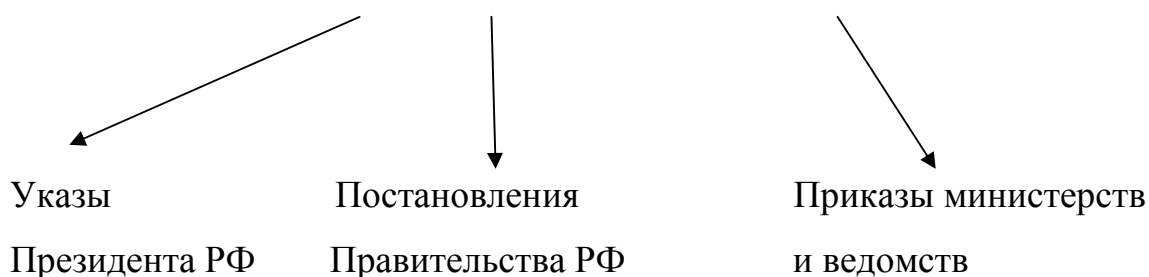 Указы Постановления Приказы министерств
Президента РФ Правительства РФ и ведомств